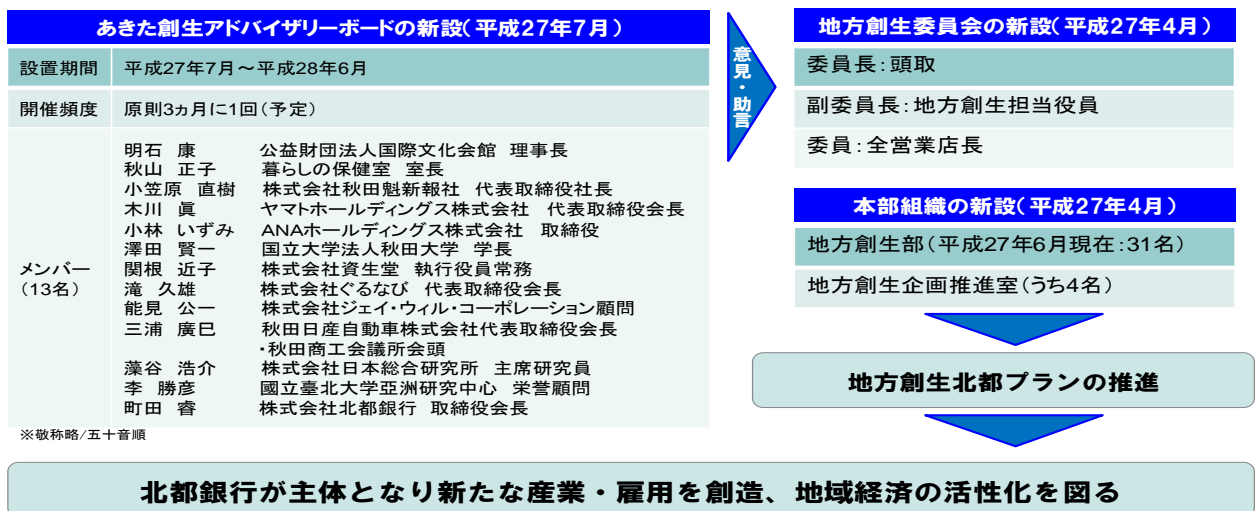 あきた創生アドバイザリーボードの新設(平成27年7月)
設置期間 平成27年7月～平成28年6月
開催頻度 原則3ヵ月に1回(予定)
メンバー
(13名)
明石 康 公益財団法人国際文化会館 理事長
秋山 正子 暮らしの保健室 室長
小笠原 直樹 株式会社秋田魁新報社 代表取締役社長
木川 眞 ヤマトホールディングス株式会社 代表取締役会長
小林 いずみ ANAホールディングス株式会社 取締役
澤田 賢一 国立大学法人秋田大学 学長
関根 近子 株式会社資生堂 執行役員常務
滝 久雄 株式会社ぐるなび 代表取締役会長
能見 公一 株式会社ジェイ・ウィル・コーポレーション顧問
三浦 廣巳 秋田日産自動車株式会社代表取締役会長
・秋田商工会議所会頭
藻谷 浩介 株式会社日本総合研究所 主席研究員
李 勝彦 國立臺北大学亞洲研究中心 栄誉顧問
町田 睿 株式会社北都銀行 取締役会長
※敬称略/五十音順
意見・助言
地方創生委員会の新設(平成27年4月)
委員長:頭取
副委員長:地方創生担当役員
委員:全営業店長
本部組織の新設(平成27年4月)
地方創生部(平成27年6月現在:31名)
地方創生企画推進室(うち4名)
地方創生北都プランの推進
北都銀行が主体となり新たな産業・雇用を創造、地域経済の活性化を図る